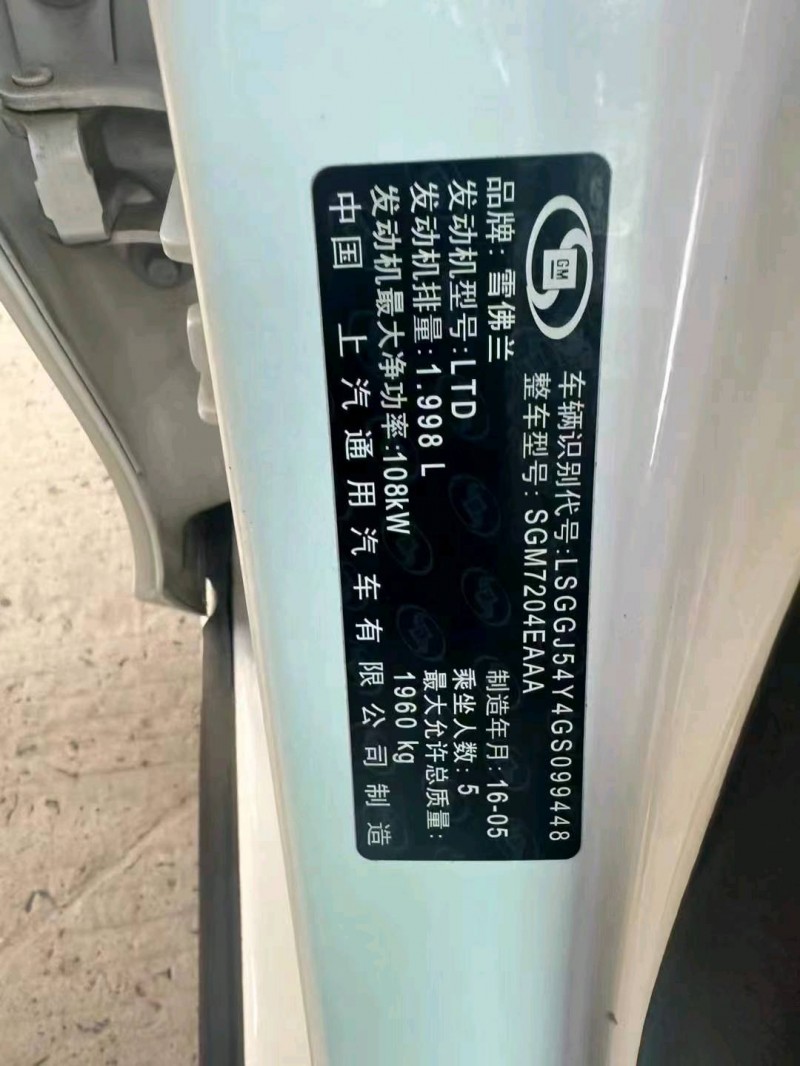 GM
车辆识别代号:LSGGJ54Y4GS099448
整车型号: SGM7204EAAA
品牌: 雪佛兰
制造年月: 16-05
发动机型号:LTD
乘坐人数: 5
发动机排量:1.998 L
最大允许总质量:
1960 kg
发动机最大净功率:108kW
中国 上汽通用汽车有限公司制造